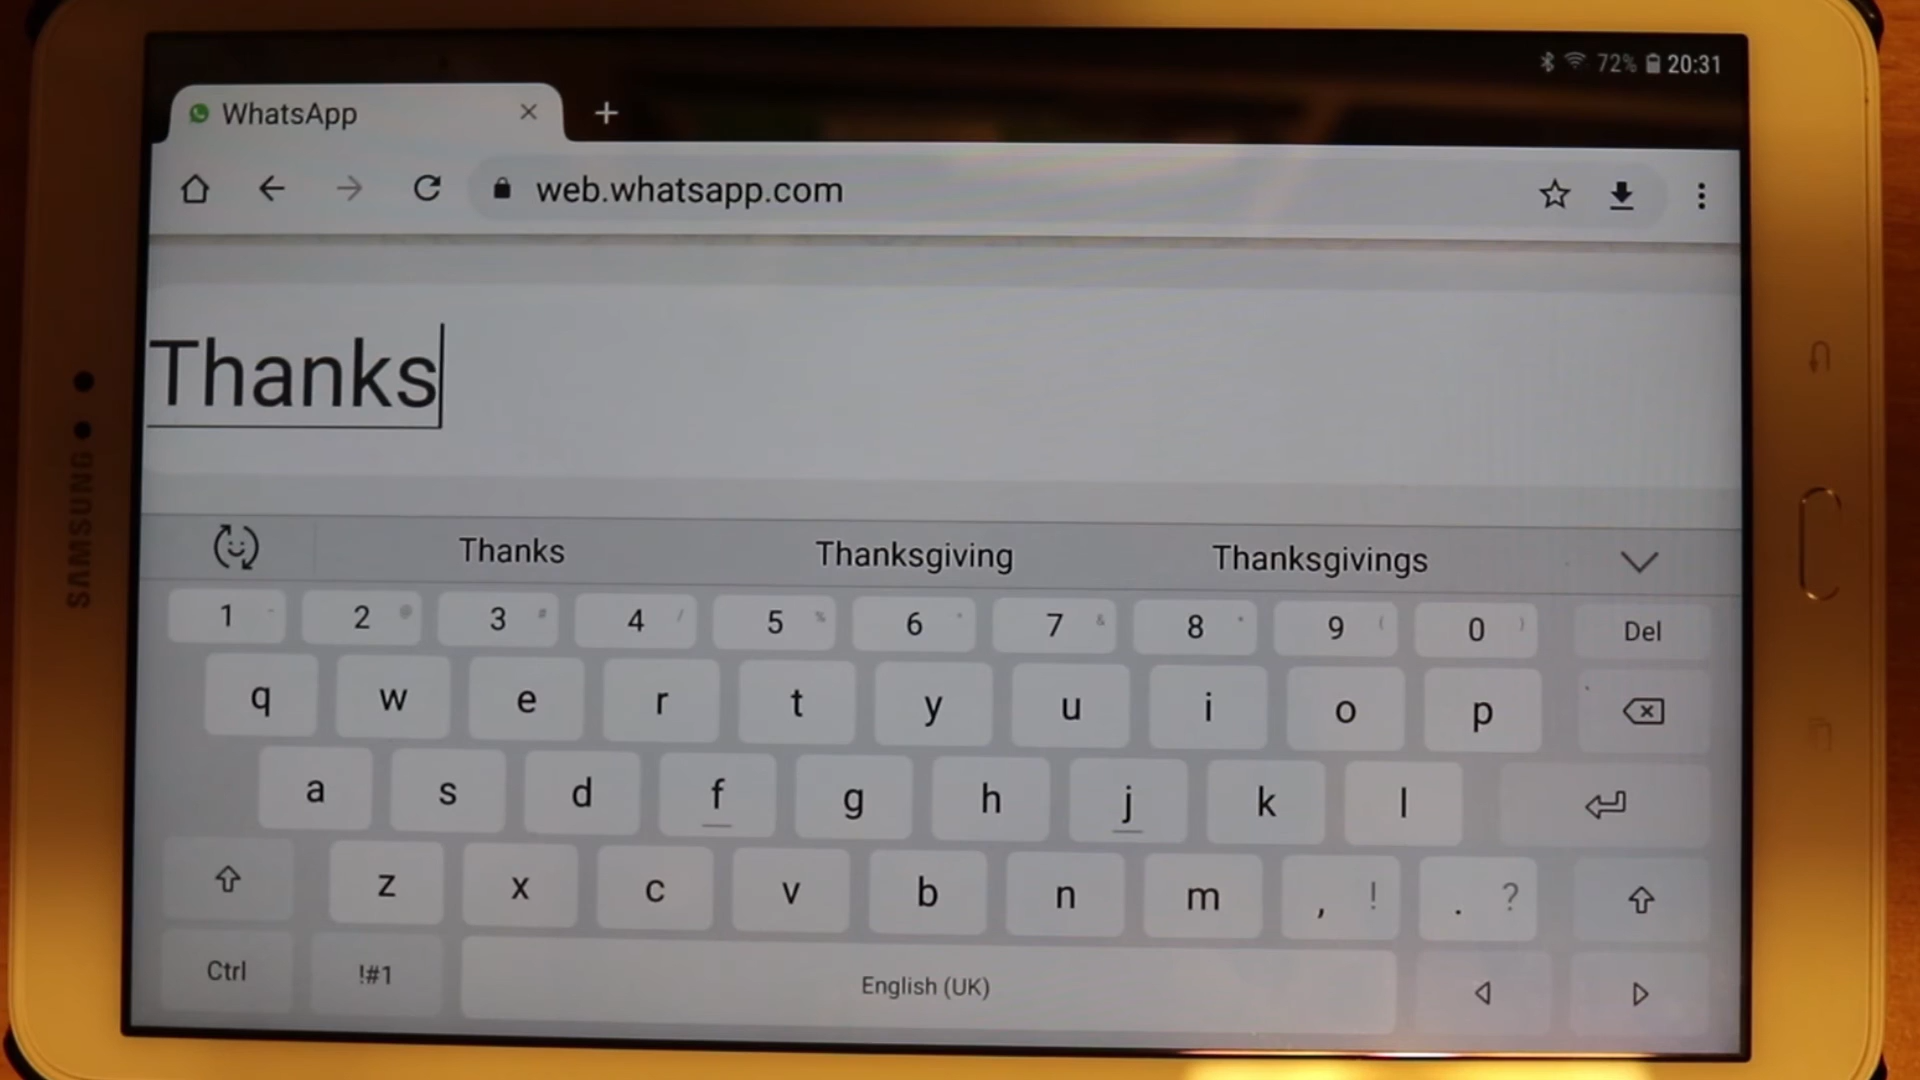 72% 20:31
WhatsApp
web.whatsapp.com
Thanks
SAMSUNG
Thanks Thanksgiving Thanksgivings
1 2 @ 3 # 4 / 5 % 6 7 & 8 9 ( 0 ) Del
q w e r t y u i o p
a s d f g h j k l
z x c v b n m , ! . ?
Ctrl !#1 English (UK)